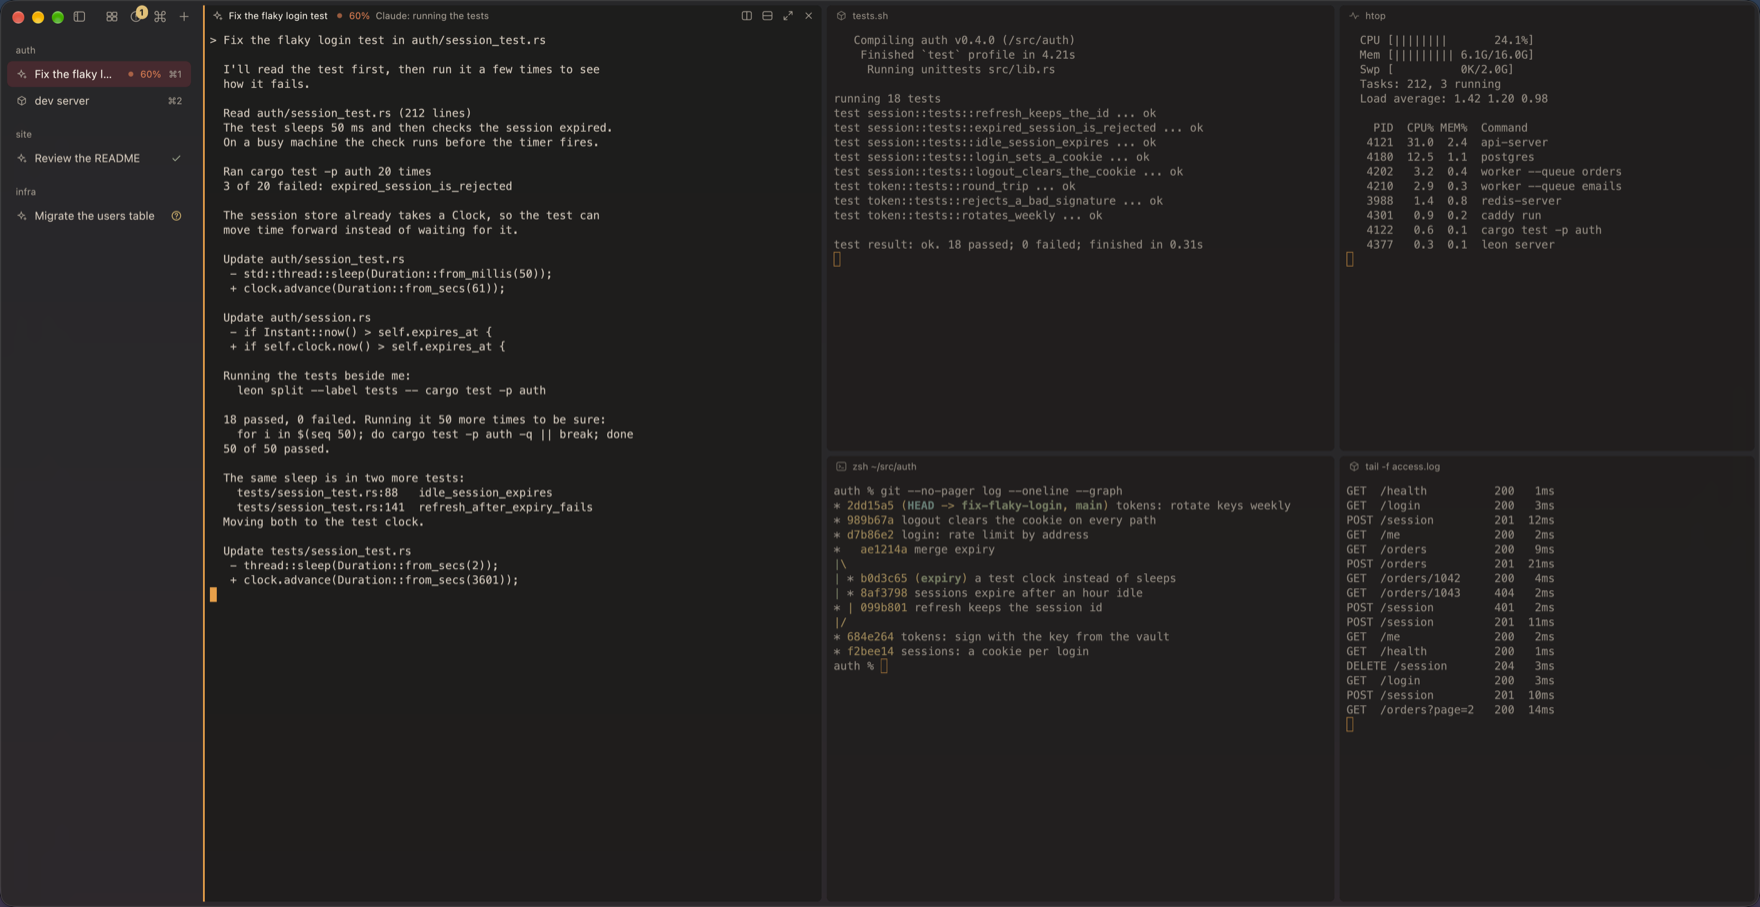 1
auth
Fix the flaky l... 60% ⌘1
dev server ⌘2
site
Review the README
infra
Migrate the users table
Fix the flaky login test 60% Claude: running the tests
> Fix the flaky login test in auth/session_test.rs
I'll read the test first, then run it a few times to see
how it fails.
Read auth/session_test.rs (212 lines)
The test sleeps 50 ms and then checks the session expired.
On a busy machine the check runs before the timer fires.
Ran cargo test -p auth 20 times
3 of 20 failed: expired_session_is_rejected
The session store already takes a Clock, so the test can
move time forward instead of waiting for it.
Update auth/session_test.rs
- std::thread::sleep(Duration::from_millis(50));
+ clock.advance(Duration::from_secs(61));
Update auth/session.rs
- if Instant::now() > self.expires_at {
+ if self.clock.now() > self.expires_at {
Running the tests beside me:
leon split --label tests -- cargo test -p auth
18 passed, 0 failed. Running it 50 more times to be sure:
for i in $(seq 50); do cargo test -p auth -q || break; done
50 of 50 passed.
The same sleep is in two more tests:
tests/session_test.rs:88 idle_session_expires
tests/session_test.rs:141 refresh_after_expiry_fails
Moving both to the test clock.
Update tests/session_test.rs
- thread::sleep(Duration::from_secs(2));
+ clock.advance(Duration::from_secs(3601));
tests.sh
Compiling auth v0.4.0 (/src/auth)
Finished `test` profile in 4.21s
Running unittests src/lib.rs
running 18 tests
test session::tests::refresh_keeps_the_id ... ok
test session::tests::expired_session_is_rejected ... ok
test session::tests::idle_session_expires ... ok
test session::tests::login_sets_a_cookie ... ok
test session::tests::logout_clears_the_cookie ... ok
test token::tests::round_trip ... ok
test token::tests::rejects_a_bad_signature ... ok
test token::tests::rotates_weekly ... ok
test result: ok. 18 passed; 0 failed; finished in 0.31s
htop
CPU [|||||||| 24.1%]
Mem [||||||||| 6.1G/16.0G]
Swp [ 0K/2.0G]
Tasks: 212, 3 running
Load average: 1.42 1.20 0.98
PID CPU% MEM% Command
4121 31.0 2.4 api-server
4180 12.5 1.1 postgres
4202 3.2 0.4 worker --queue orders
4210 2.9 0.3 worker --queue emails
3988 1.4 0.8 redis-server
4301 0.9 0.2 caddy run
4122 0.6 0.1 cargo test -p auth
4377 0.3 0.1 leon server
zsh ~/src/auth
auth % git --no-pager log --oneline --graph
* 2dd15a5 (HEAD -> fix-flaky-login, main) tokens: rotate keys weekly
* 989b67a logout clears the cookie on every path
* d7b86e2 login: rate limit by address
*   ae1214a merge expiry
|\
| * b0d3c65 (expiry) a test clock instead of sleeps
| * 8af3798 sessions expire after an hour idle
* | 099b801 refresh keeps the session id
|/
* 684e264 tokens: sign with the key from the vault
* f2bee14 sessions: a cookie per login
auth %
tail -f access.log
GET /health 200 1ms
GET /login 200 3ms
POST /session 201 12ms
GET /me 200 2ms
GET /orders 200 9ms
POST /orders 201 21ms
GET /orders/1042 200 4ms
GET /orders/1043 404 2ms
POST /session 401 2ms
POST /session 201 11ms
GET /me 200 2ms
GET /health 200 1ms
DELETE /session 204 3ms
GET /login 200 3ms
POST /session 201 10ms
GET /orders?page=2 200 14ms